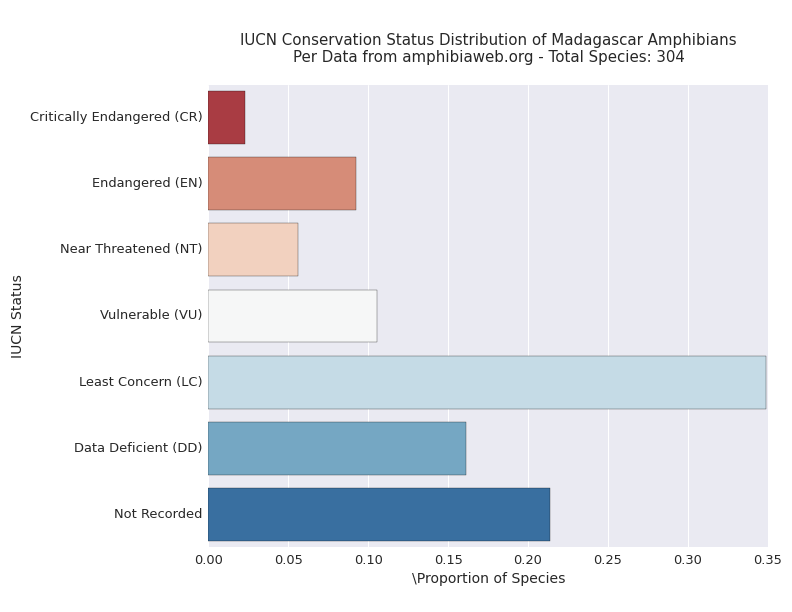 IUCN Conservation Status Distribution of Madagascar Amphibians
Per Data from amphibiaweb.org - Total Species: 304
IUCN Status
Critically Endangered (CR)
Endangered (EN)
Near Threatened (NT)
Vulnerable (VU)
Least Concern (LC)
Data Deficient (DD)
Not Recorded
0.00 0.05 0.10 0.15 0.20 0.25 0.30 0.35
\Proportion of Species